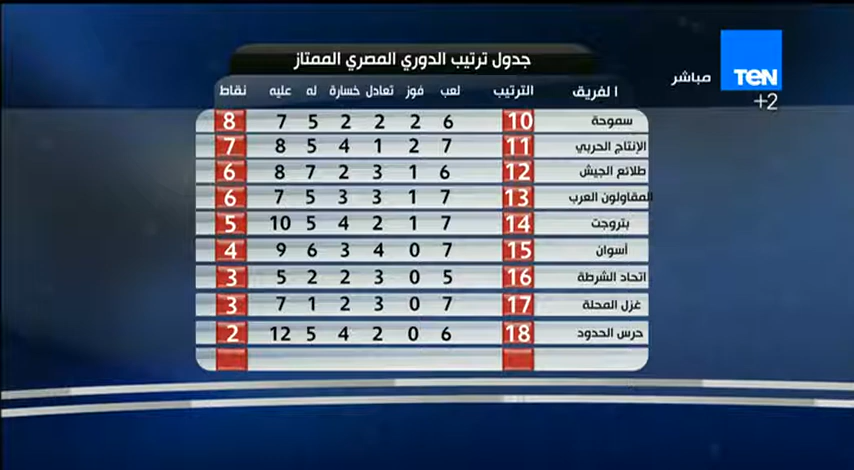 TEN
+2
مباشر
جدول ترتيب الدوري المصري الممتاز
الفريق الترتيب لعب فوز تعادل خسارة له عليه نقاط
سموحة 10 6 2 2 2 5 7 8
الإنتاج الحربي 11 7 2 1 4 5 8 7
طلائع الجيش 12 6 1 3 2 7 8 6
المقاولون العرب 13 7 1 3 3 5 7 6
بتروجت 14 7 1 2 4 5 10 5
أسوان 15 7 0 4 3 6 9 4
اتحاد الشرطة 16 5 0 3 2 2 5 3
غزل المحلة 17 7 0 3 2 1 7 3
حرس الحدود 18 6 0 2 4 5 12 2